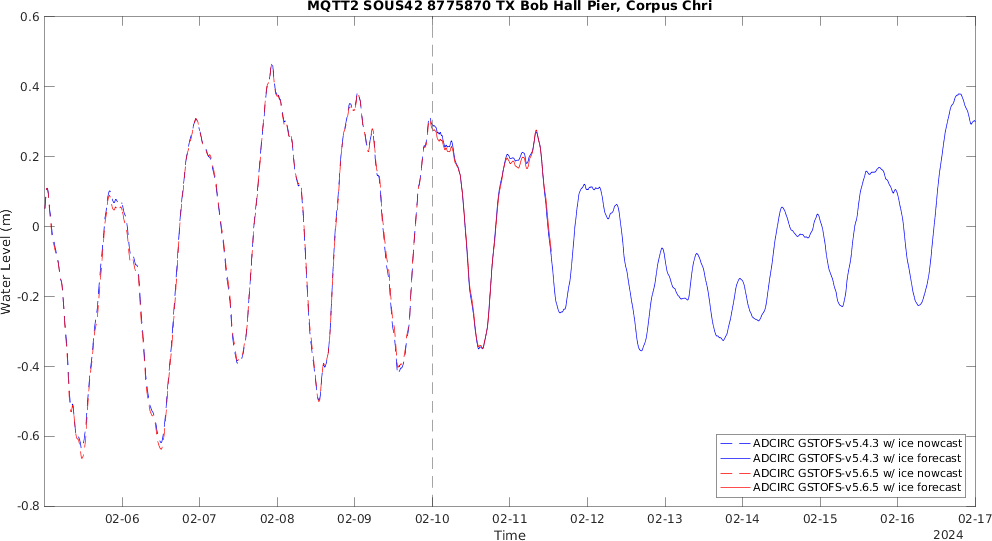 MQTT2 SOUS42 8775870 TX Bob Hall Pier, Corpus Chri
0.6
0.4
0.2
0
-0.2
-0.4
-0.6
-0.8
Water Level (m)
ADCIRC GSTOFS-v5.4.3 w/ ice nowcast
ADCIRC GSTOFS-v5.4.3 w/ ice forecast
ADCIRC GSTOFS-v5.6.5 w/ ice nowcast
ADCIRC GSTOFS-v5.6.5 w/ ice forecast
02-06 02-07 02-08 02-09 02-10 02-11 02-12 02-13 02-14 02-15 02-16 02-17
Time
2024